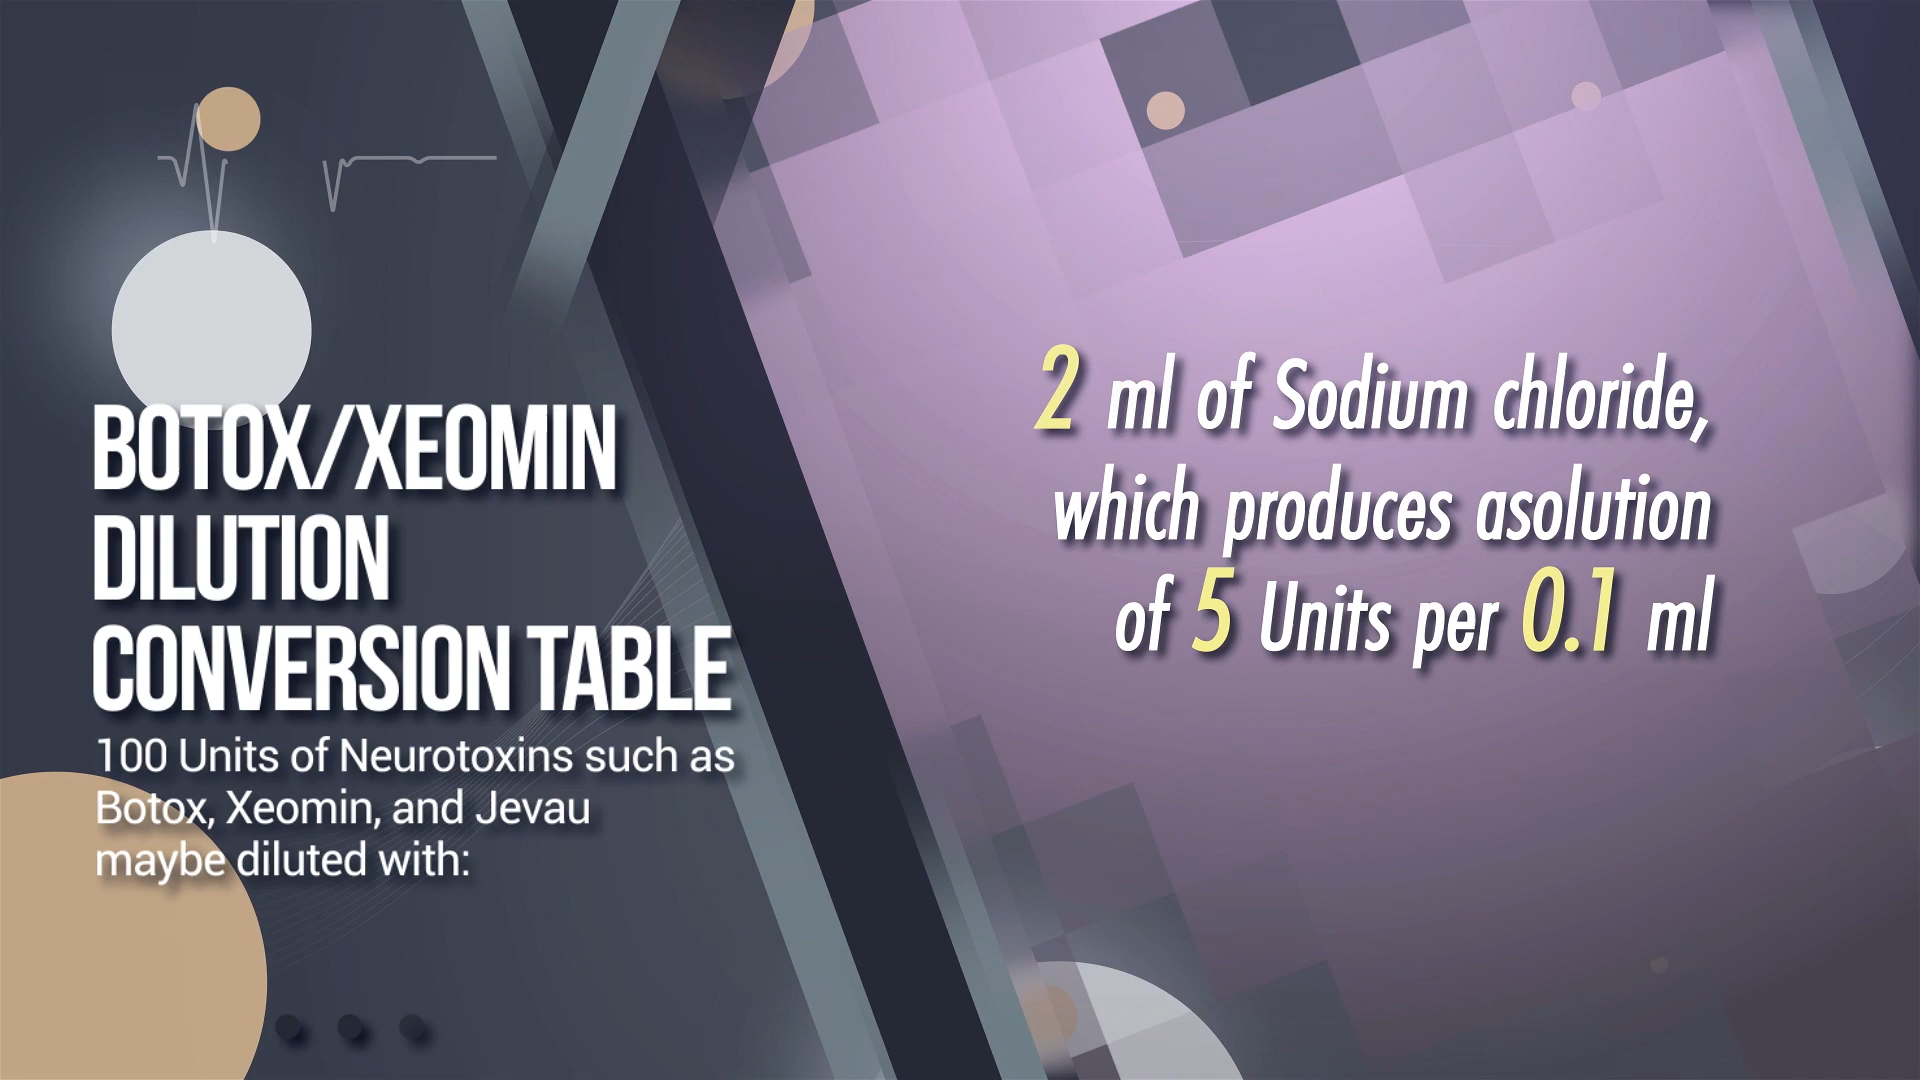 BOTOX/XEOMIN
DILUTION
CONVERSION TABLE
100 Units of Neurotoxins such as
Botox, Xeomin, and Jevau
maybe diluted with:
2 ml of Sodium chloride,
which produces asolution
of 5 Units per 0.1 ml